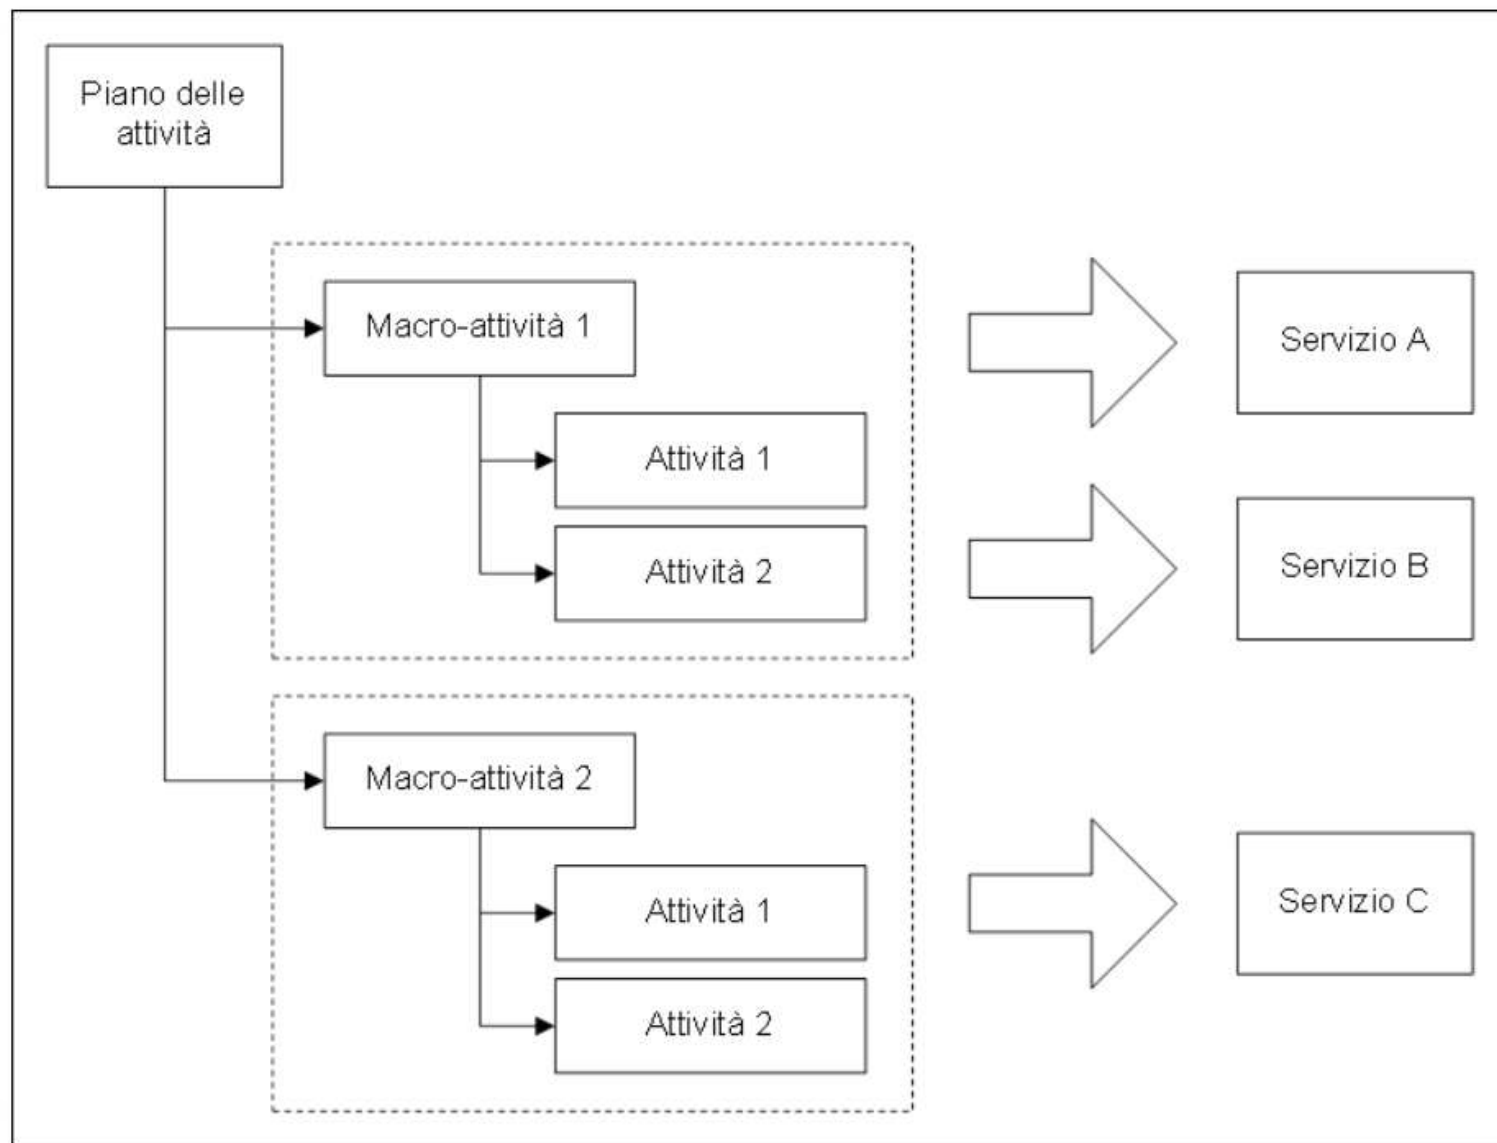 Piano delle
attività
Macro-attività 1
Servizio A
Attività 1
Attività 2
Servizio B
Macro-attività 2
Attività 1
Servizio C
Attività 2